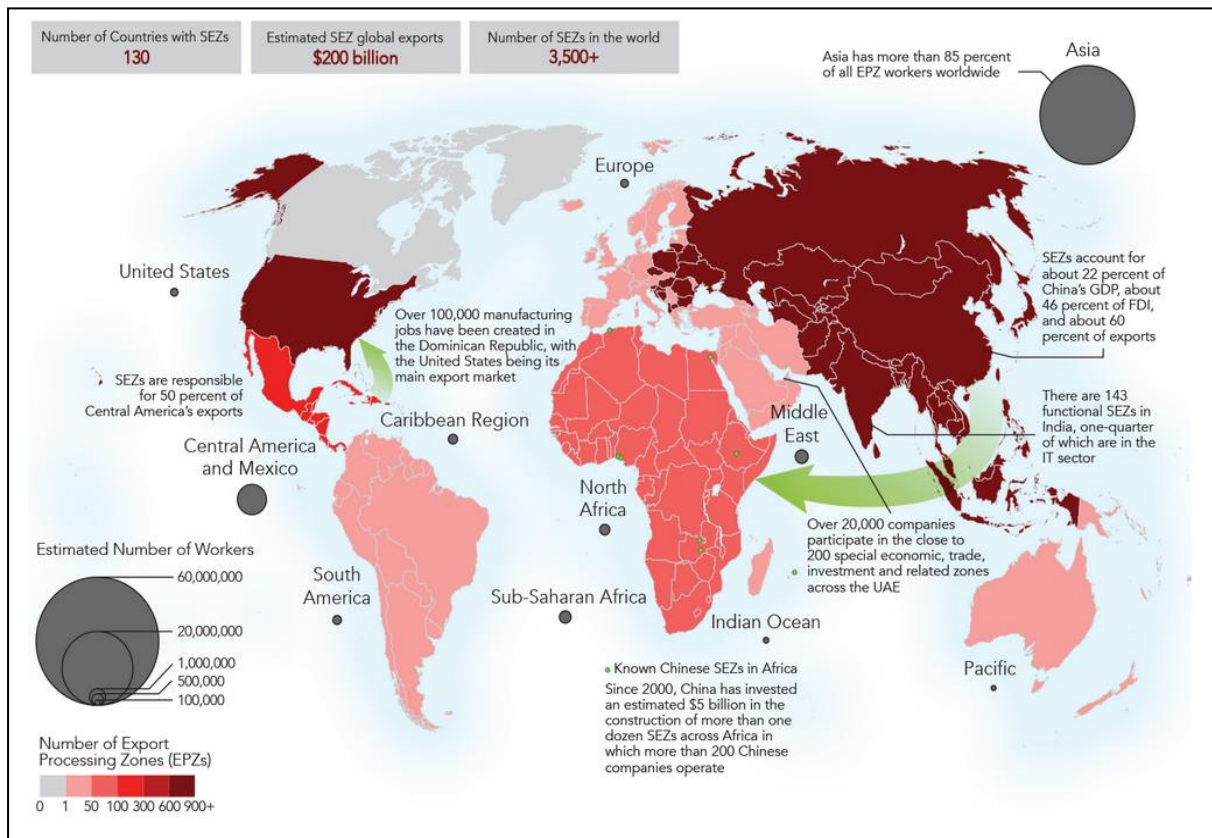 Number of Countries with SEZs
130
Estimated SEZ global exports
$200 billion
Number of SEZs in the world
3,500+
Asia has more than 85 percent
of all EPZ workers worldwide
Asia
Europe
United States
Over 100,000 manufacturing
jobs have been created in
the Dominican Republic, with
the United States being its
main export market
SEZs account for
about 22 percent of
China's GDP, about
46 percent of FDI,
and about 60
percent of exports
SEZs are responsible
for 50 percent of
Central America's exports
There are 143
functional SEZs in
India, one-quarter
of which are in the
IT sector
Caribbean Region
Middle
East
Central America
and Mexico
North
Africa
Over 20,000 companies
participate in the close to
200 special economic, trade,
investment and related zones
across the UAE
Estimated Number of Workers
60,000,000
20,000,000
1,000,000
500,000
100,000
South
America
Sub-Saharan Africa
Indian Ocean
Pacific
Known Chinese SEZs in Africa
Since 2000, China has invested
an estimated $5 billion in the
construction of more than one
dozen SEZs across Africa in
which more than 200 Chinese
companies operate
Number of Export
Processing Zones (EPZs)
0 1 50 100 300 600 900+